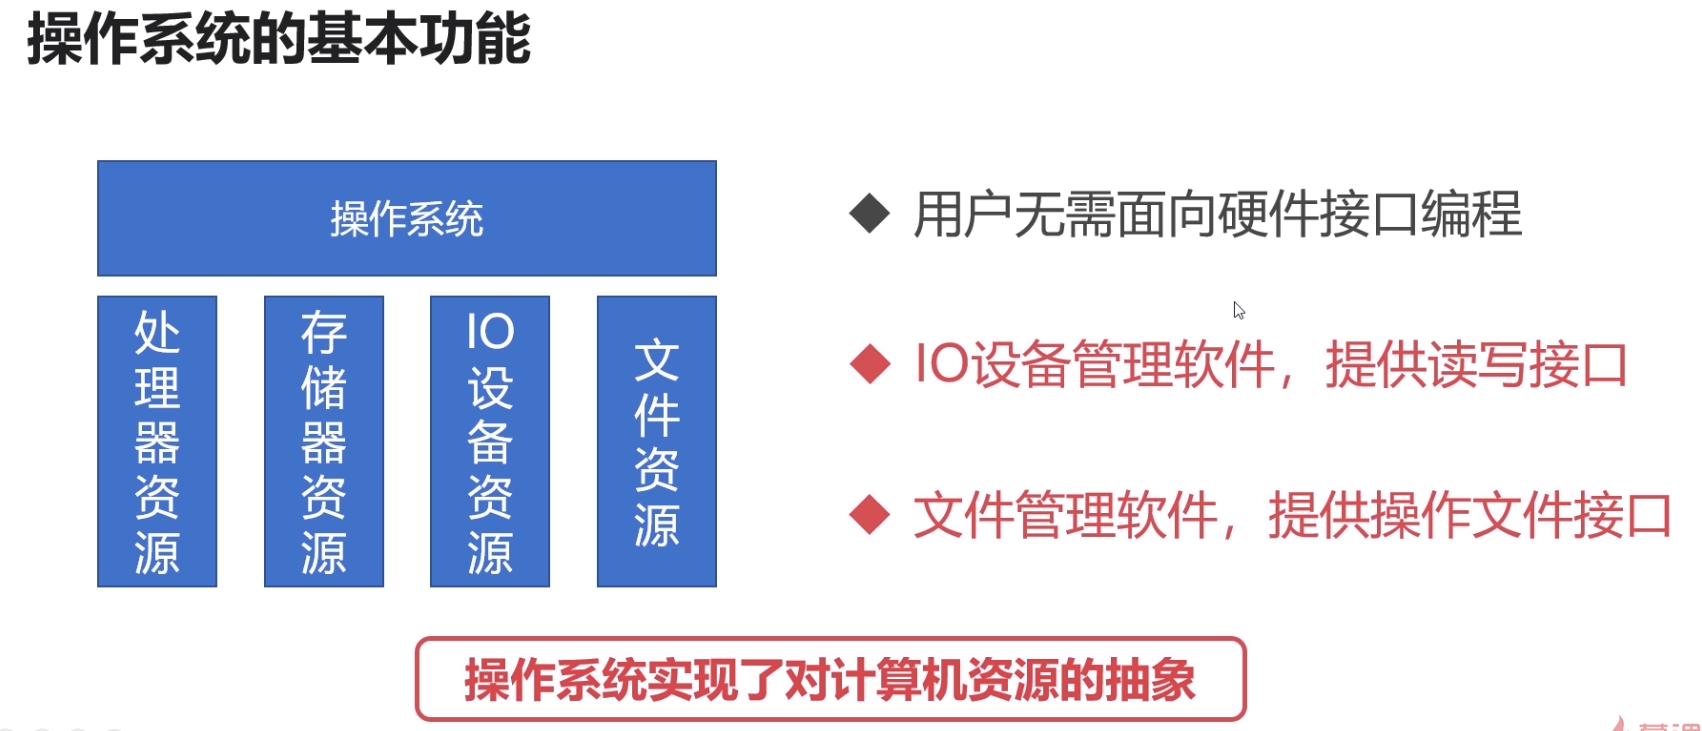 操作系统的基本功能
操作系统
处理器资源
存储器资源
IO设备资源
文件资源
用户无需面向硬件接口编程
IO设备管理软件，提供读写接口
文件管理软件，提供操作文件接口
操作系统实现了对计算机资源的抽象